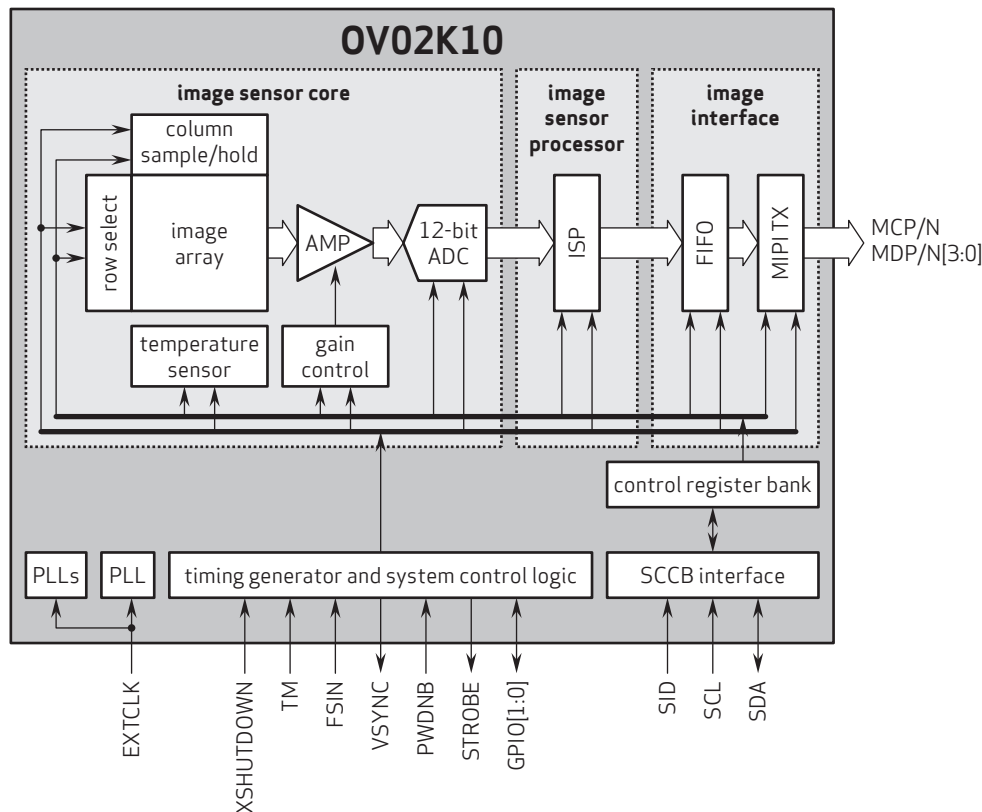 OV02K10
image sensor core
image
sensor
processor
image
interface
column
sample/hold
row select
image
array
AMP
12-bit
ADC
ISP
FIFO
MIPI TX
MCP/N
MDP/N[3:0]
temperature
sensor
gain
control
control register bank
PLLs
PLL
timing generator and system control logic
SCCB interface
EXTCLK
XSHUTDOWN
TM
FSIN
VSYNC
PWDNB
STROBE
GPIO[1:0]
SID
SCL
SDA